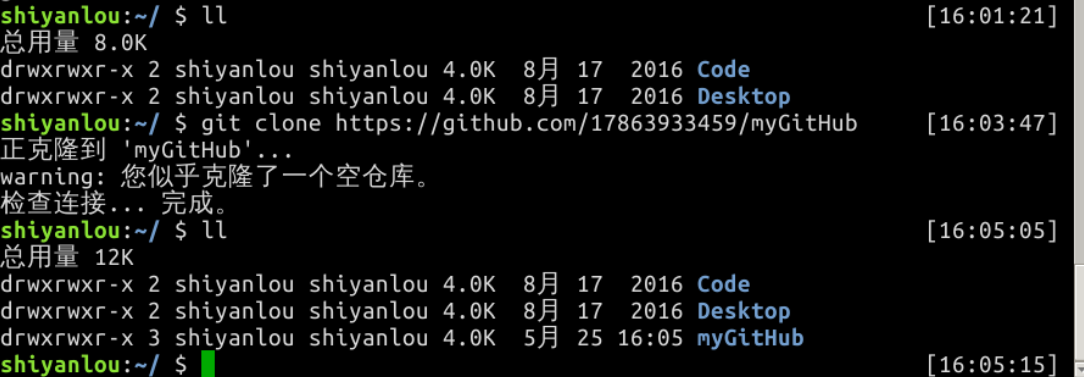 shiyanlou:~/ $ ll [16:01:21]
总用量 8.0K
drwxrwxr-x 2 shiyanlou shiyanlou 4.0K 8月 17 2016 Code
drwxrwxr-x 2 shiyanlou shiyanlou 4.0K 8月 17 2016 Desktop
shiyanlou:~/ $ git clone https://github.com/17863933459/myGitHub [16:03:47]
正克隆到 'myGitHub'...
warning: 您似乎克隆了一个空仓库。
检查连接... 完成。
shiyanlou:~/ $ ll [16:05:05]
总用量 12K
drwxrwxr-x 2 shiyanlou shiyanlou 4.0K 8月 17 2016 Code
drwxrwxr-x 2 shiyanlou shiyanlou 4.0K 8月 17 2016 Desktop
drwxrwxr-x 3 shiyanlou shiyanlou 4.0K 5月 25 16:05 myGitHub
shiyanlou:~/ $ [16:05:15]